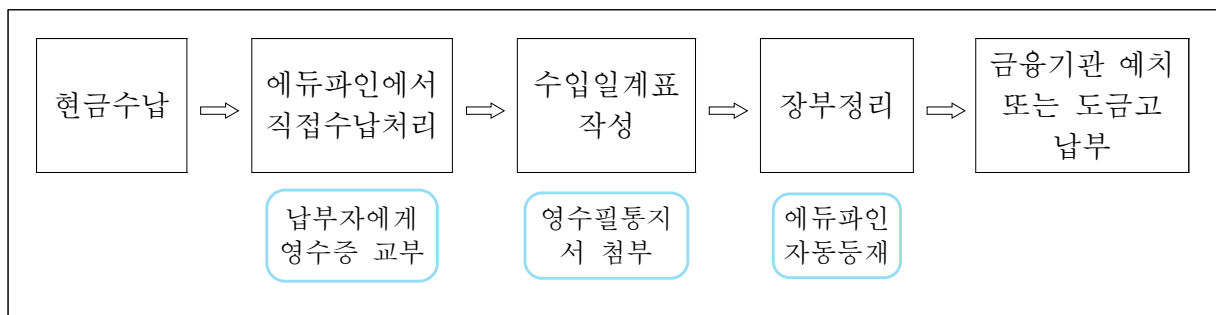 현금수납
에듀파인에서
직접수납처리
수입일계표
작성
장부정리
금융기관 예치
또는 도금고
납부
납부자에게
영수증 교부
영수필통지
서 첨부
에듀파인
자동등재